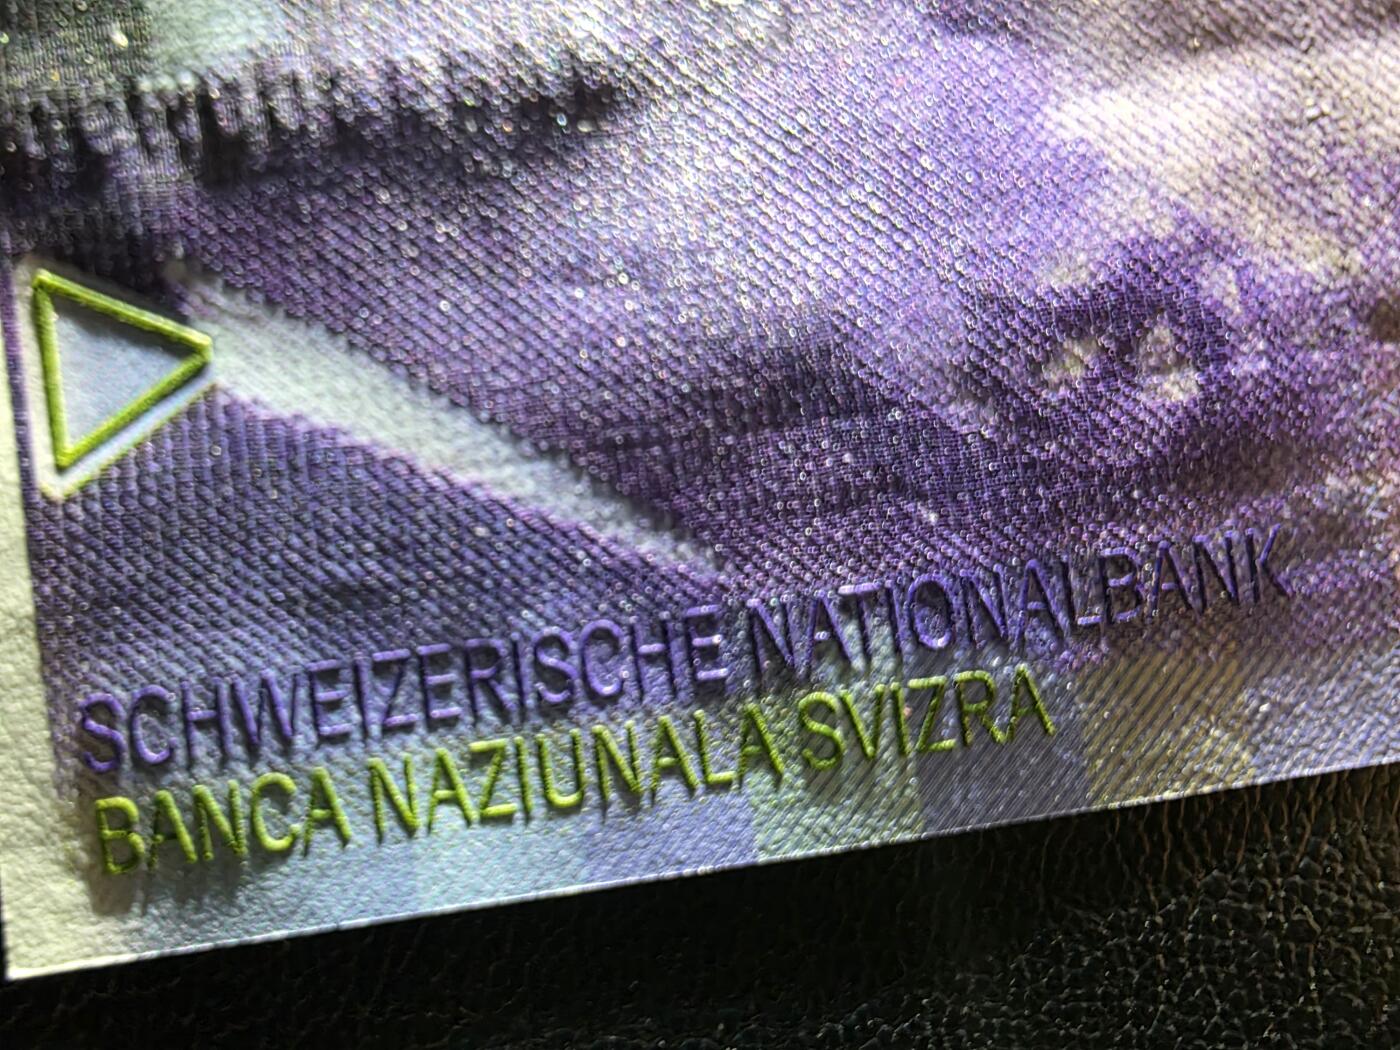 SCHWEIZERISCHE NATIONALBANK
BANCA NAZIUNALA SVIZRA